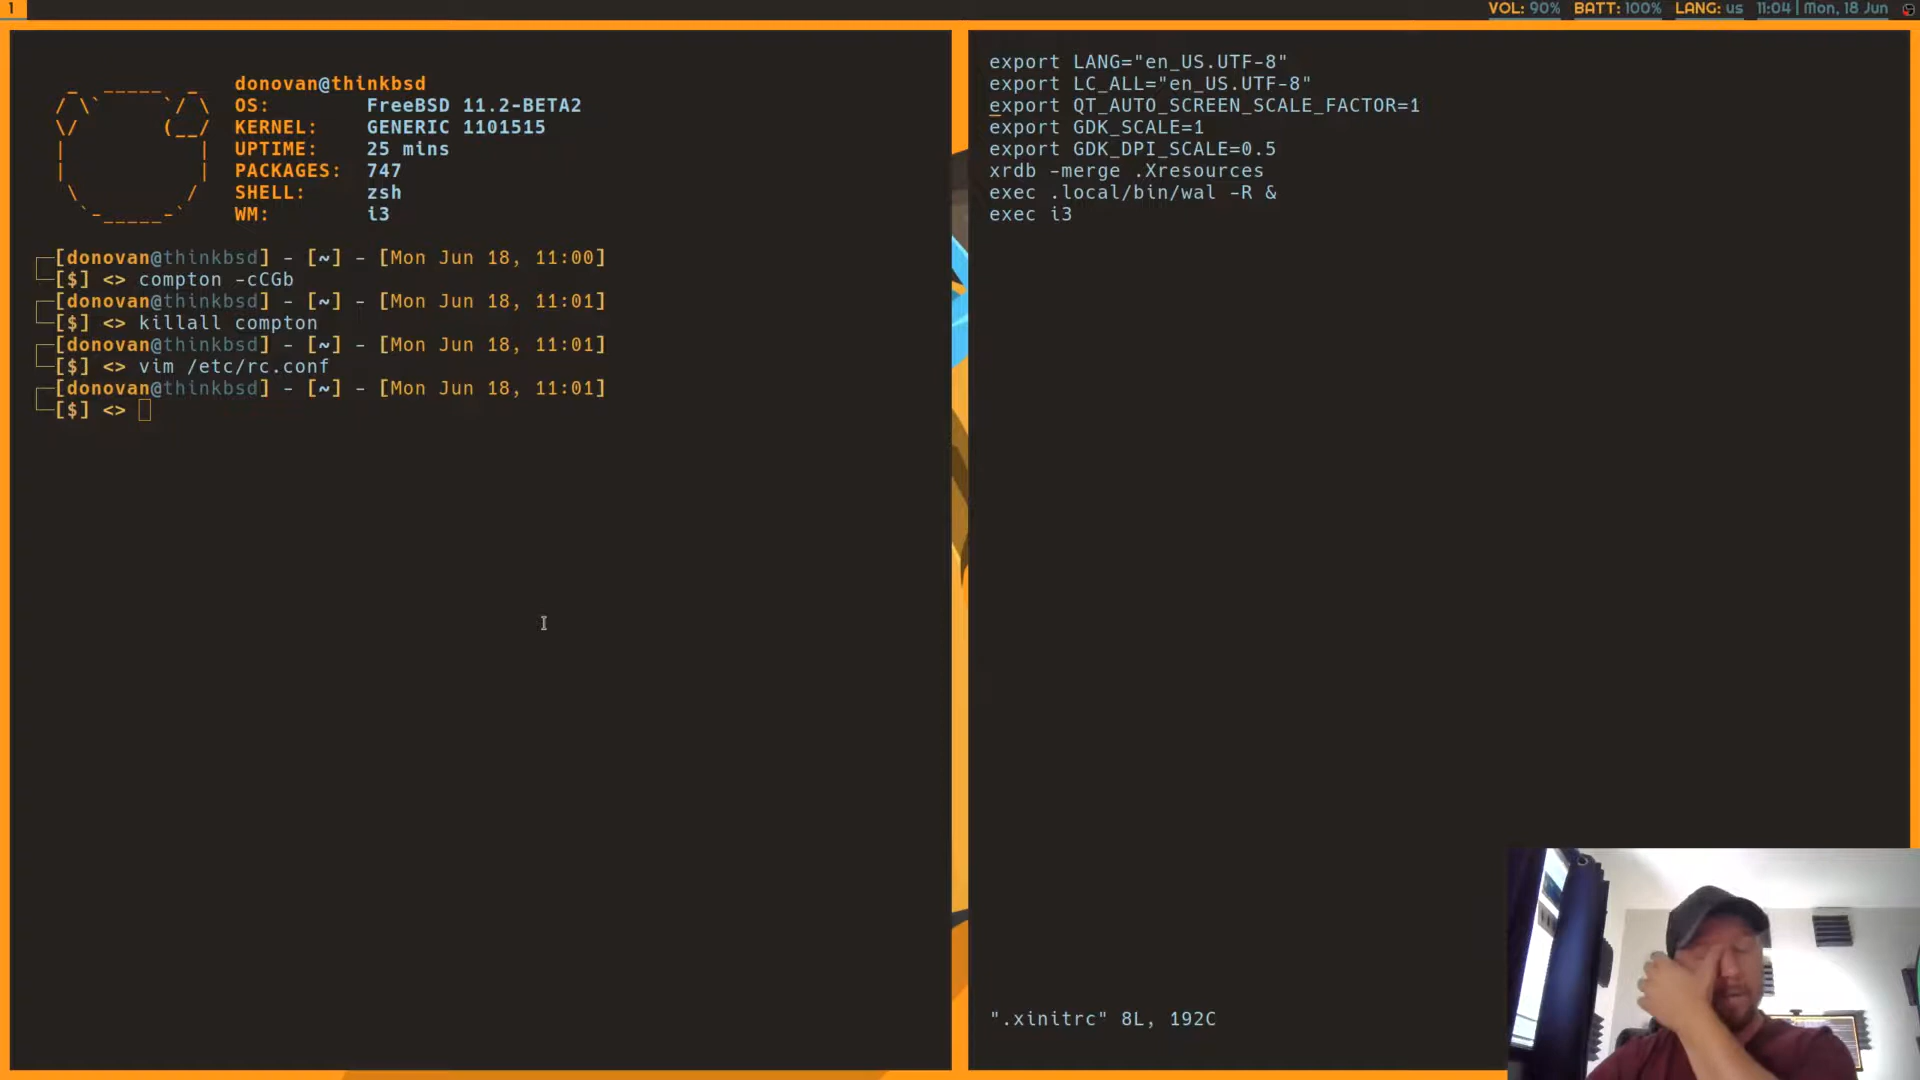 1
VOL: 90% BATT: 100% LANG: us 11:04 | Mon, 18 Jun
donovan@thinkbsd
OS: FreeBSD 11.2-BETA2
KERNEL: GENERIC 1101515
UPTIME: 25 mins
PACKAGES: 747
SHELL: zsh
WM: i3
[donovan@thinkbsd] - [~] - [Mon Jun 18, 11:00]
[$] <> compton -cCGb
[donovan@thinkbsd] - [~] - [Mon Jun 18, 11:01]
[$] <> killall compton
[donovan@thinkbsd] - [~] - [Mon Jun 18, 11:01]
[$] <> vim /etc/rc.conf
[donovan@thinkbsd] - [~] - [Mon Jun 18, 11:01]
[$] <>
export LANG="en_US.UTF-8"
export LC_ALL="en_US.UTF-8"
export QT_AUTO_SCREEN_SCALE_FACTOR=1
export GDK_SCALE=1
export GDK_DPI_SCALE=0.5
xrdb -merge .Xresources
exec .local/bin/wal -R &
exec i3
".xinitrc" 8L, 192C